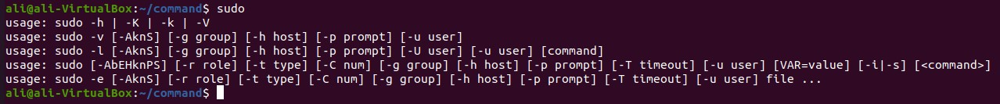 ali@ali-VirtualBox:~/command$ sudo
usage: sudo -h | -K | -k | -V
usage: sudo -v [-AknS] [-g group] [-h host] [-p prompt] [-u user]
usage: sudo -l [-AknS] [-g group] [-h host] [-p prompt] [-U user] [-u user] [command]
usage: sudo [-AbEHknPS] [-r role] [-t type] [-C num] [-g group] [-h host] [-p prompt] [-T timeout] [-u user] [VAR=value] [-i|-s] [<command>]
usage: sudo -e [-AknS] [-r role] [-t type] [-C num] [-g group] [-h host] [-p prompt] [-T timeout] [-u user] file ...
ali@ali-VirtualBox:~/command$